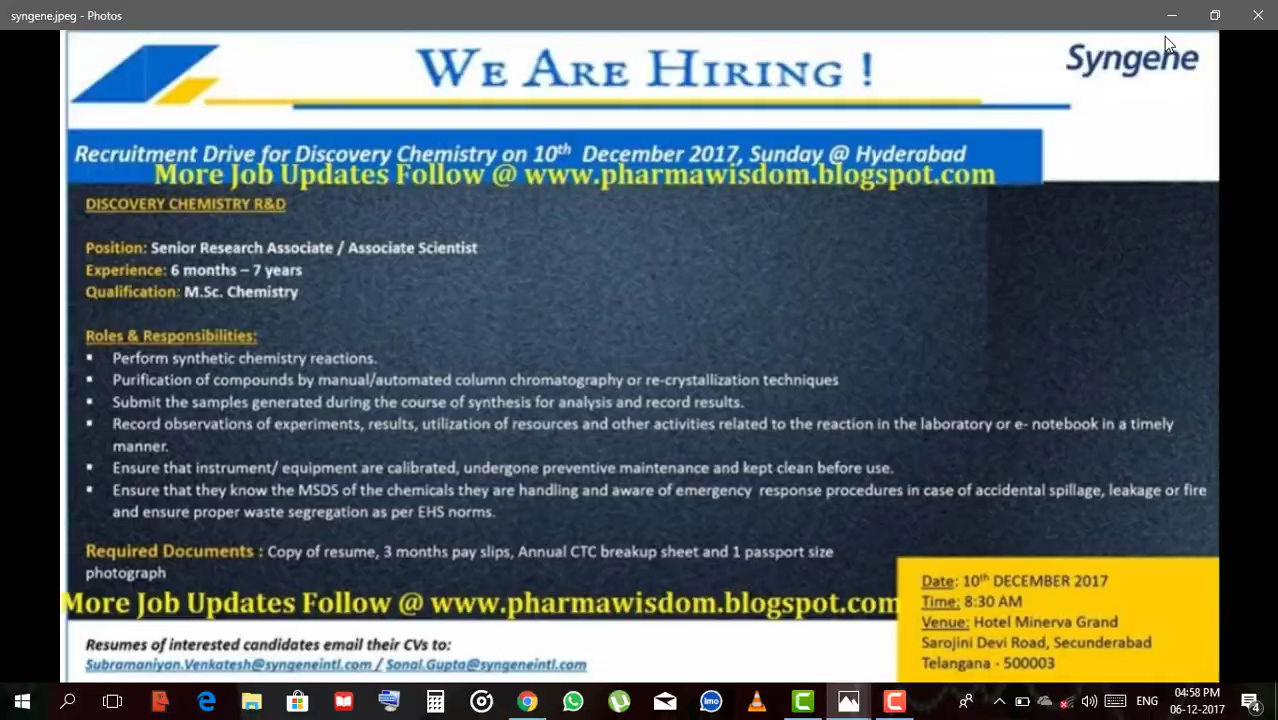 syngene.jpeg - Photos
WE ARE HIRING !
Syngene
Recruitment Drive for Discovery Chemistry on 10th December 2017, Sunday @ Hyderabad
More Job Updates Follow @ www.pharmawisdom.blogspot.com
DISCOVERY CHEMISTRY R&D
Position: Senior Research Associate / Associate Scientist
Experience: 6 months – 7 years
Qualification: M.Sc. Chemistry
Roles & Responsibilities:
▪ Perform synthetic chemistry reactions.
▪ Purification of compounds by manual/automated column chromatography or re-crystallization techniques
▪ Submit the samples generated during the course of synthesis for analysis and record results.
▪ Record observations of experiments, results, utilization of resources and other activities related to the reaction in the laboratory or e- notebook in a timely
manner.
▪ Ensure that instrument/ equipment are calibrated, undergone preventive maintenance and kept clean before use.
▪ Ensure that they know the MSDS of the chemicals they are handling and aware of emergency response procedures in case of accidental spillage, leakage or fire
and ensure proper waste segregation as per EHS norms.
Required Documents : Copy of resume, 3 months pay slips, Annual CTC breakup sheet and 1 passport size
photograph
More Job Updates Follow @ www.pharmawisdom.blogspot.com
Resumes of interested candidates email their CVs to:
Subramaniyan.Venkatesh@syngeneintl.com / Sonal.Gupta@syngeneintl.com
Date: 10th DECEMBER 2017
Time: 8:30 AM
Venue: Hotel Minerva Grand
Sarojini Devi Road, Secunderabad
Telangana - 500003
imo
ENG
04:58 PM
06-12-2017
4